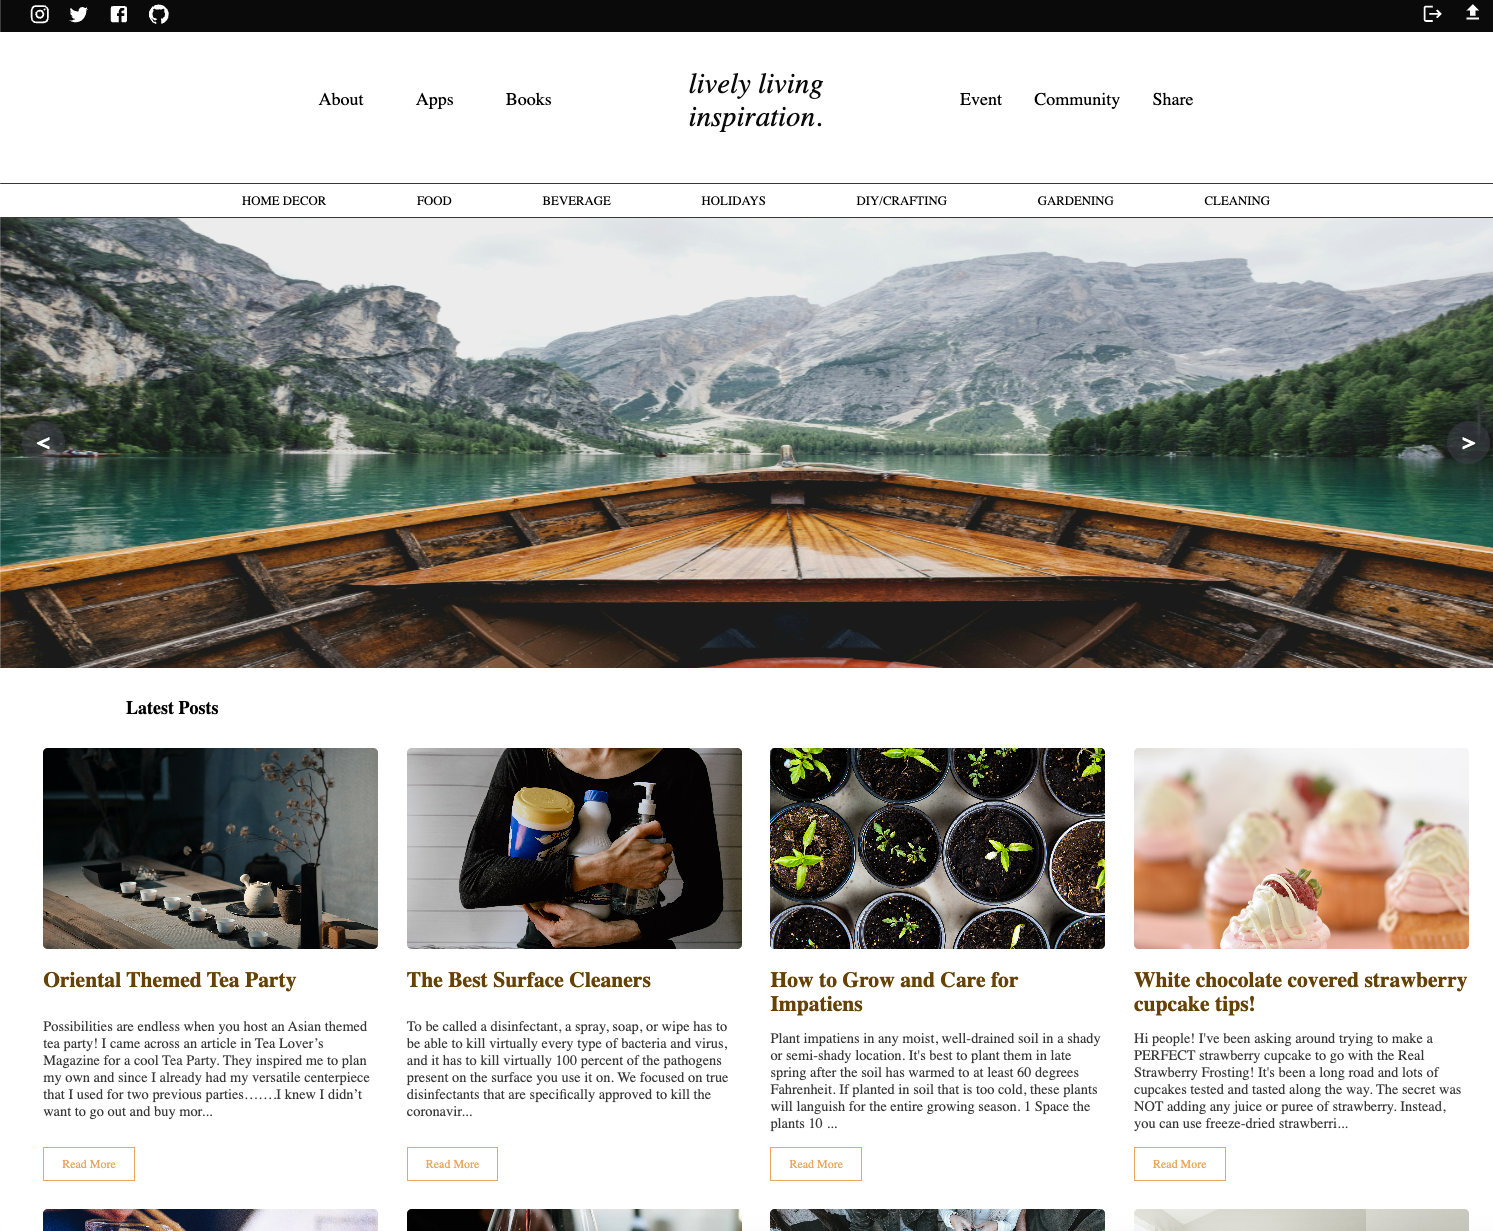 About Apps Books
lively living
inspiration.
Event Community Share
HOME DECOR FOOD BEVERAGE HOLIDAYS DIY/CRAFTING GARDENING CLEANING
< >
Latest Posts
Oriental Themed Tea Party
Possibilities are endless when you host an Asian themed
tea party! I came across an article in Tea Lover’s
Magazine for a cool Tea Party. They inspired me to plan
my own and since I already had my versatile centerpiece
that I used for two previous parties…….I knew I didn’t
want to go out and buy mor...
Read More
The Best Surface Cleaners
To be called a disinfectant, a spray, soap, or wipe has to
be able to kill virtually every type of bacteria and virus,
and it has to kill virtually 100 percent of the pathogens
present on the surface you use it on. We focused on true
disinfectants that are specifically approved to kill the
coronavir...
Read More
How to Grow and Care for
Impatiens
Plant impatiens in any moist, well-drained soil in a shady
or semi-shady location. It's best to plant them in late
spring after the soil has warmed to at least 60 degrees
Fahrenheit. If planted in soil that is too cold, these plants
will languish for the entire growing season. 1 Space the
plants 10 ...
Read More
White chocolate covered strawberry
cupcake tips!
Hi people! I've been asking around trying to make a
PERFECT strawberry cupcake to go with the Real
Strawberry Frosting! It's been a long road and lots of
cupcakes tested and tasted along the way. The secret was
NOT adding any juice or puree of strawberry. Instead,
you can use freeze-dried strawberri...
Read More